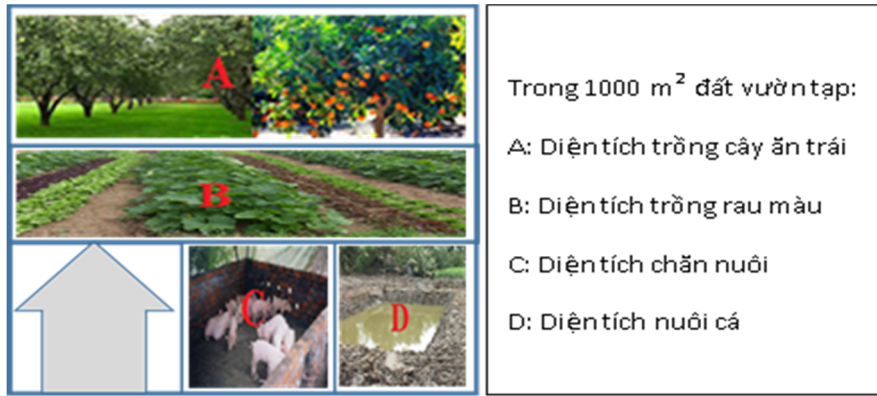 A
B
C
D
Trong 1000 m² đất vườn tạp:
A: Diện tích trồng cây ăn trái
B: Diện tích trồng rau màu
C: Diện tích chăn nuôi
D: Diện tích nuôi cá